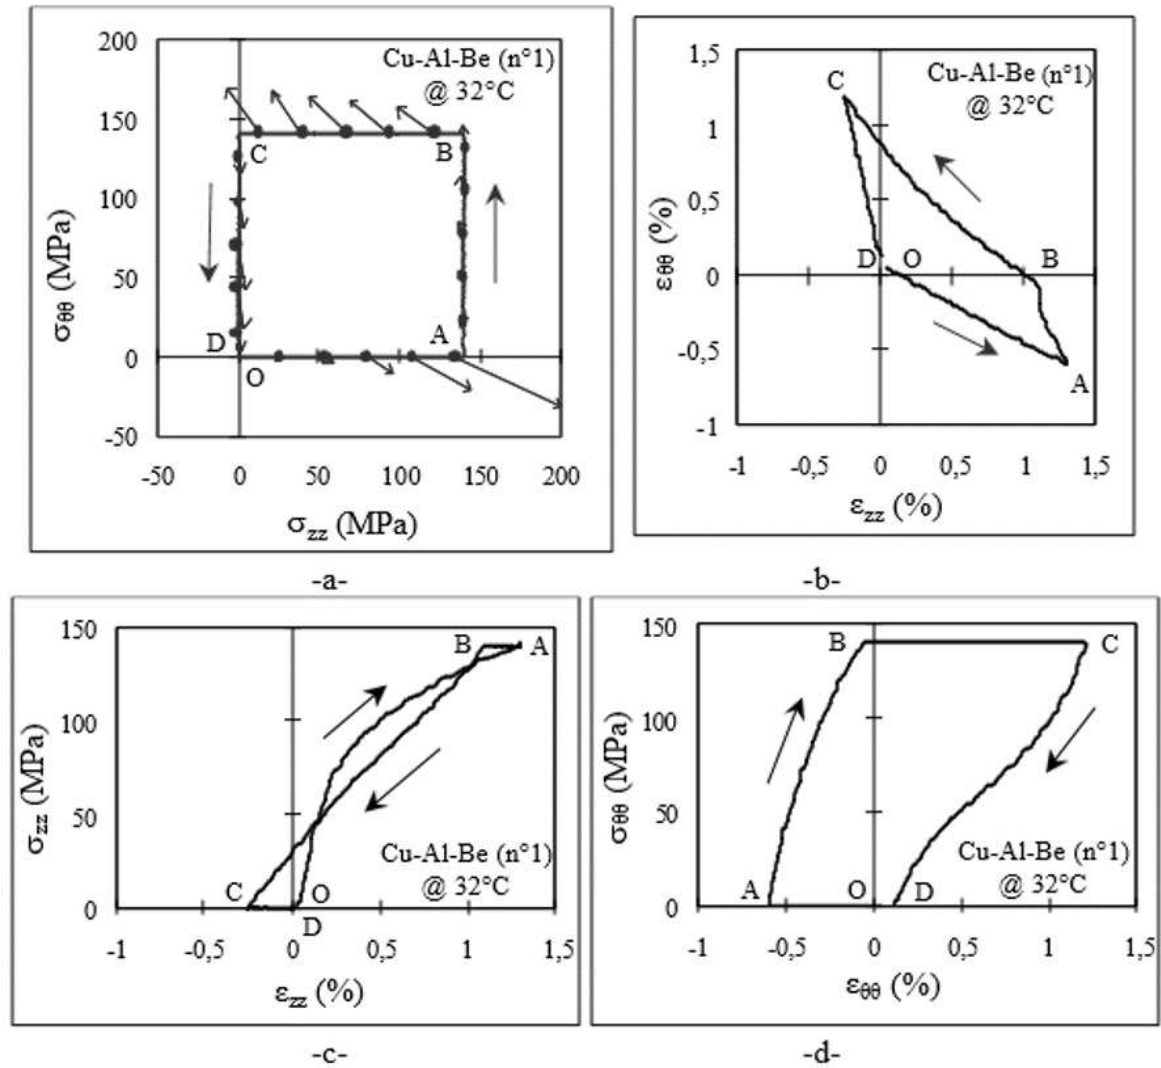 200
150
100
50
0
-50
-50 0 50 100 150 200
σθθ (MPa)
σzz (MPa)
Cu-Al-Be (n°1)
@ 32°C
C
B
D
A
O
-a-
1,5
1
0,5
0
-0,5
-1
-1 -0,5 0 0,5 1 1,5
εθθ (%)
εzz (%)
Cu-Al-Be (n°1)
@ 32°C
C
D O B
A
-b-
150
100
50
0
-1 -0,5 0 0,5 1 1,5
σzz (MPa)
εzz (%)
B A
Cu-Al-Be (n°1)
@ 32°C
C O
D
-c-
150
100
50
0
-1 -0,5 0 0,5 1 1,5
σθθ (MPa)
εθθ (%)
B C
Cu-Al-Be (n°1)
@ 32°C
A O D
-d-